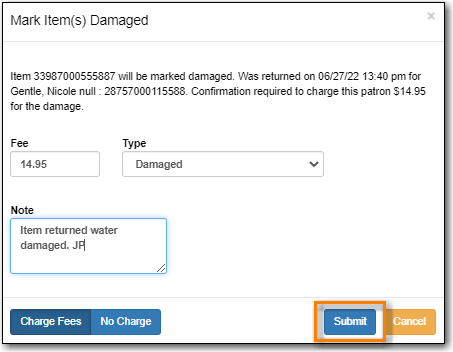 Mark Item(s) Damaged
×
Item 33987000555887 will be marked damaged. Was returned on 06/27/22 13:40 pm for
Gentle, Nicole null : 28757000115588. Confirmation required to charge this patron $14.95
for the damage.
Fee Type
14.95 Damaged
Note
Item returned water
damaged. JP
Charge Fees No Charge Submit Cancel